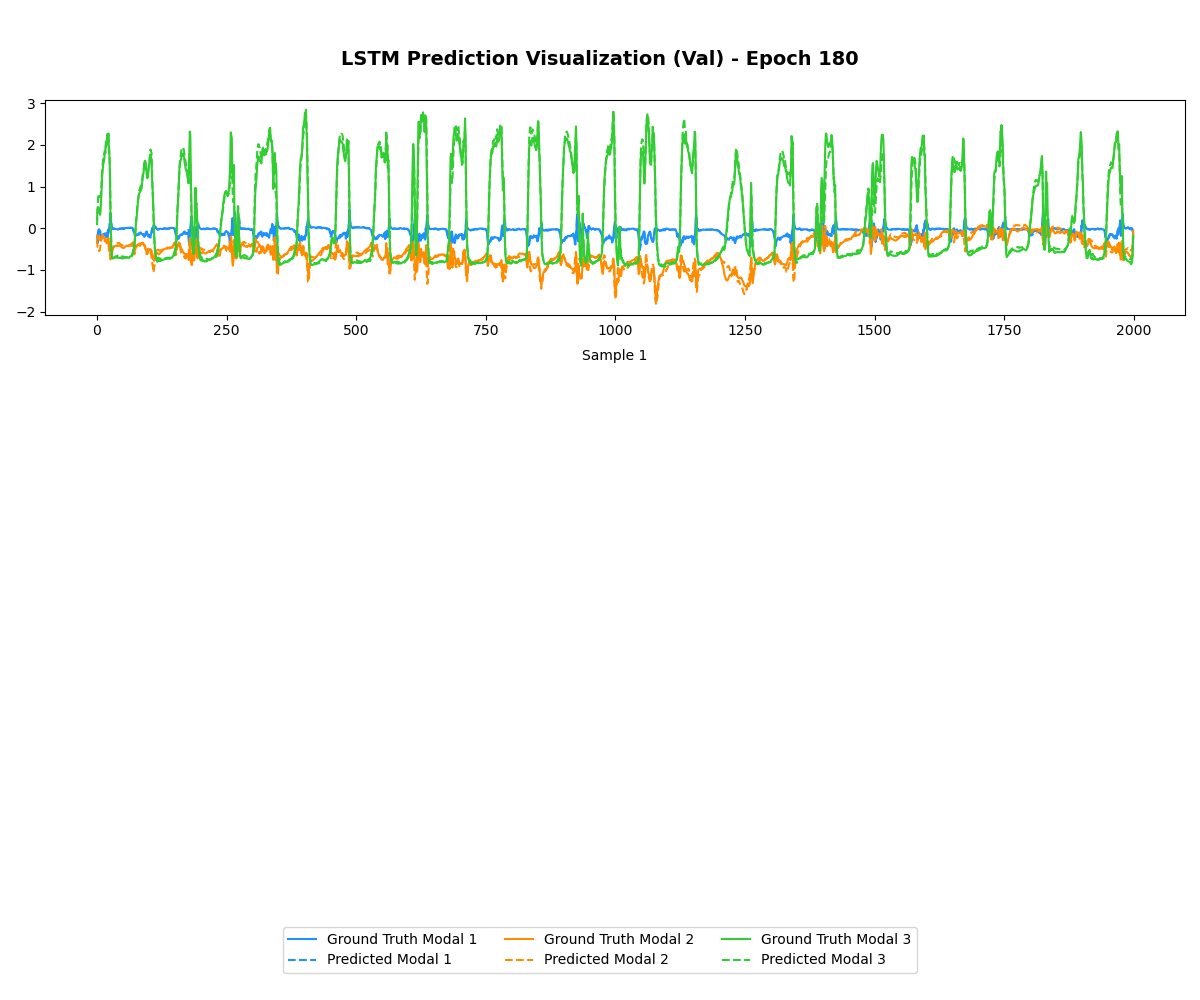 LSTM Prediction Visualization (Val) - Epoch 180
3
2
1
0
−1
−2
0 250 500 750 1000 1250 1500 1750 2000
Sample 1
Ground Truth Modal 1 Ground Truth Modal 2 Ground Truth Modal 3
Predicted Modal 1 Predicted Modal 2 Predicted Modal 3